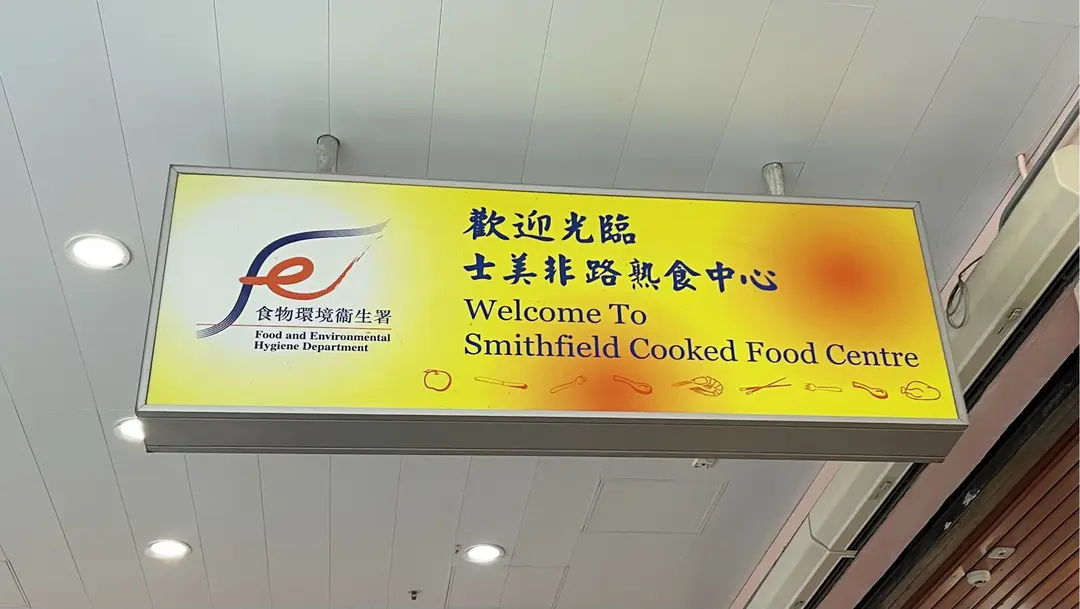 食物環境衞生署
Food and Environmental
Hygiene Department
歡迎光臨
士美非路熟食中心
Welcome To
Smithfield Cooked Food Centre